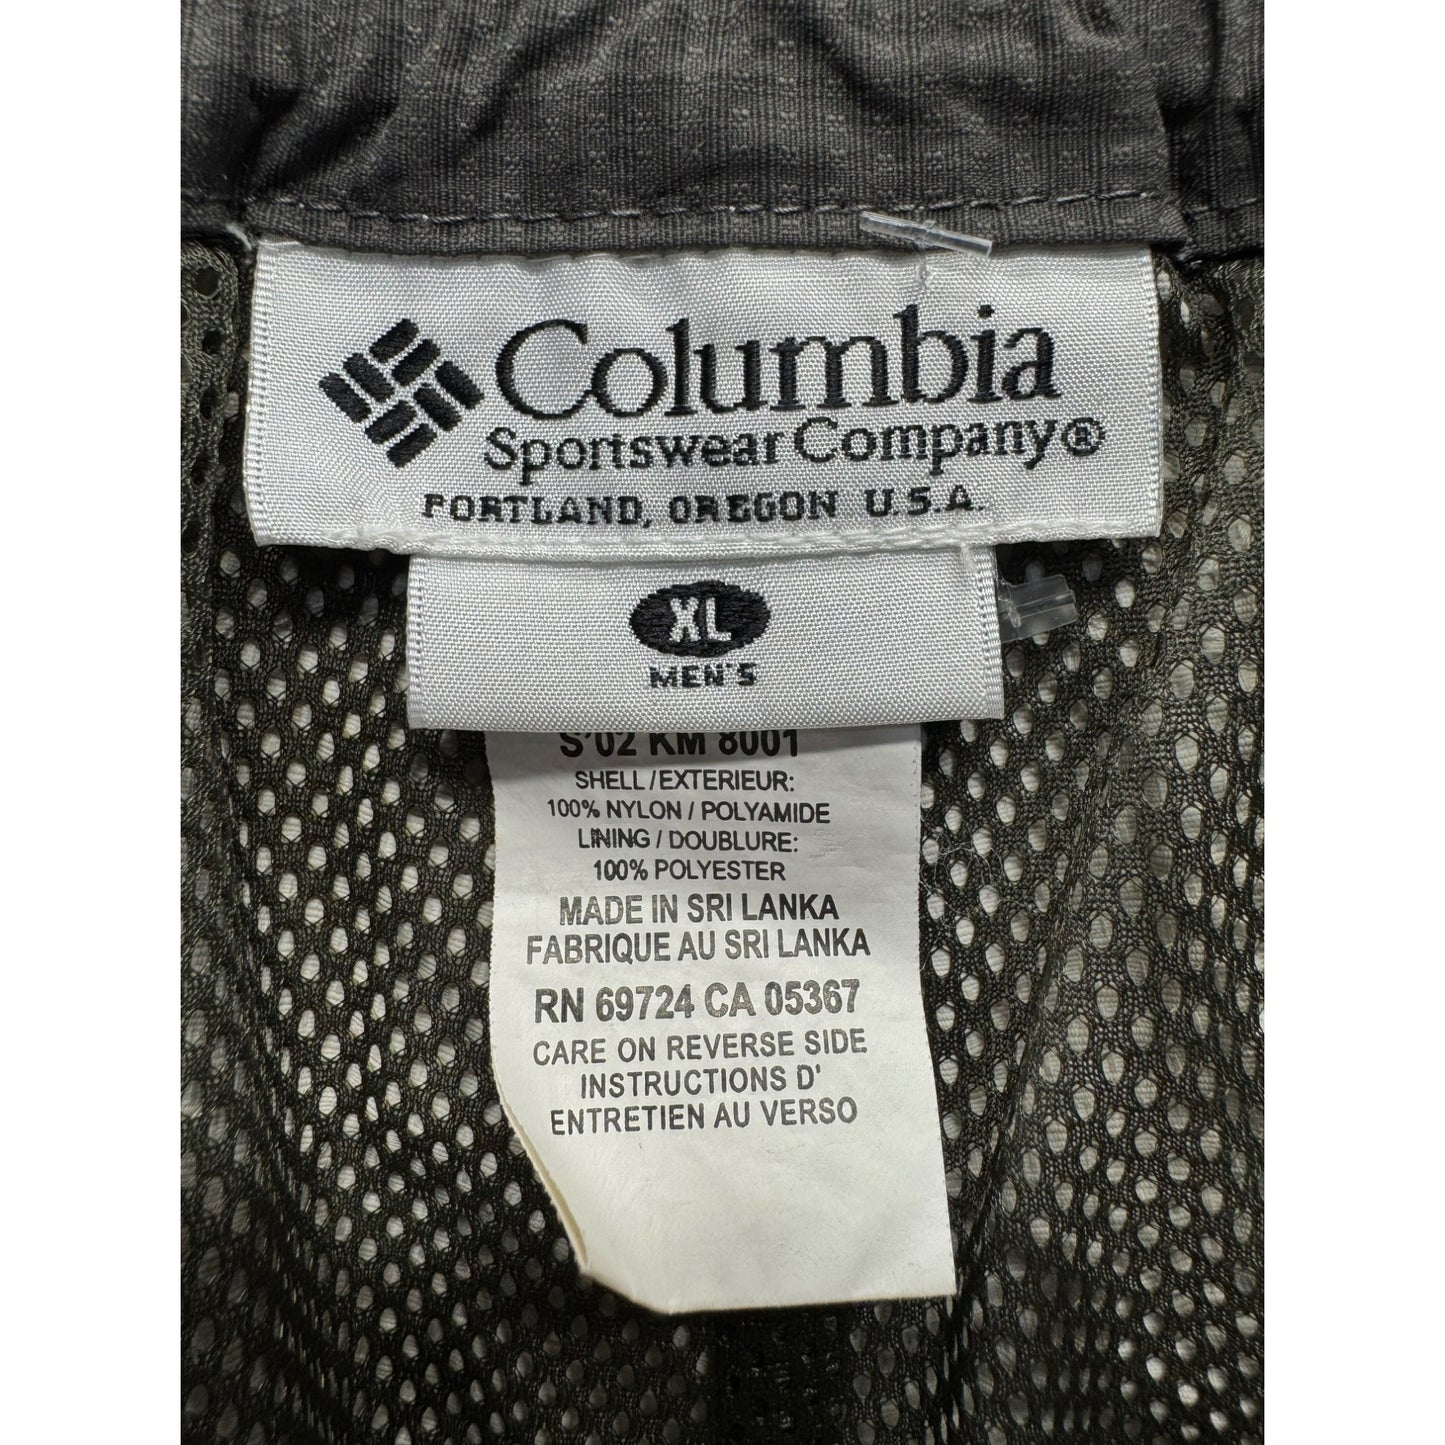 Columbia
Sportswear Company®
PORTLAND, OREGON U.S.A.
XL
MEN'S
S'02 KM 8001
SHELL/EXTERIEUR:
100% NYLON / POLYAMIDE
LINING / DOUBLURE:
100% POLYESTER
MADE IN SRI LANKA
FABRIQUE AU SRI LANKA
RN 69724 CA 05367
CARE ON REVERSE SIDE
INSTRUCTIONS D'
ENTRETIEN AU VERSO